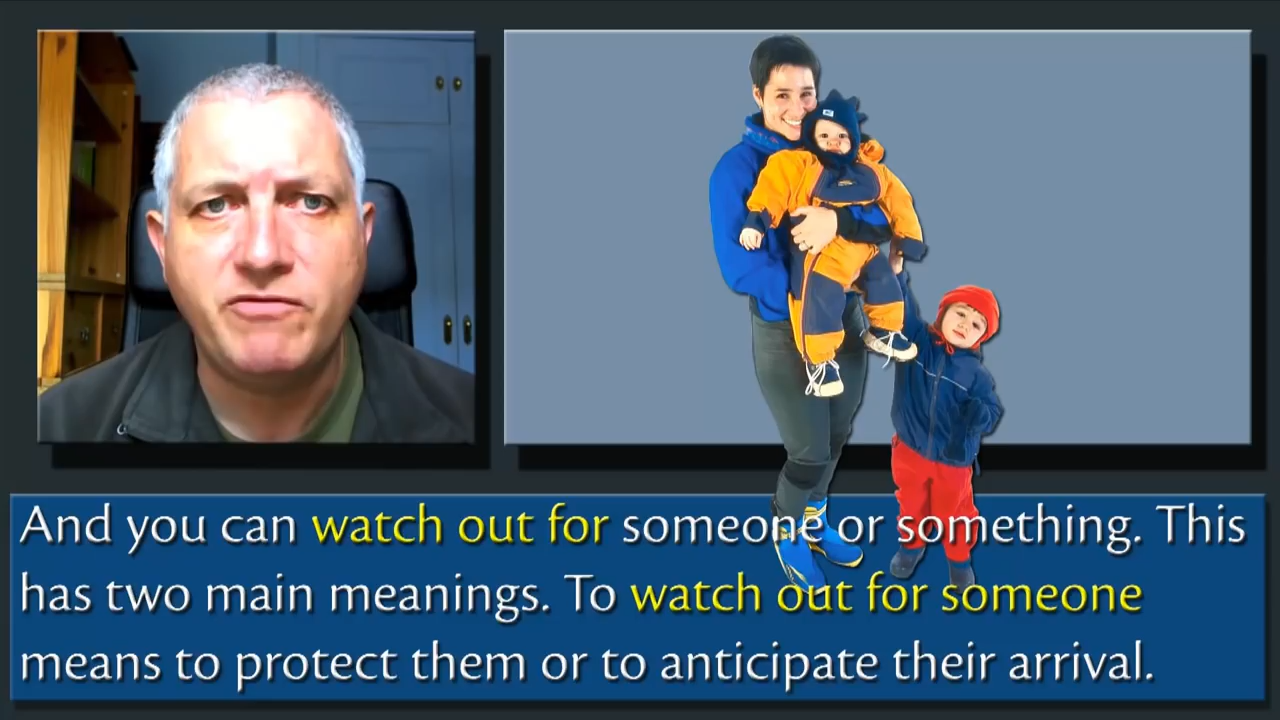 And you can watch out for someone or something. This
has two main meanings. To watch out for someone
means to protect them or to anticipate their arrival.